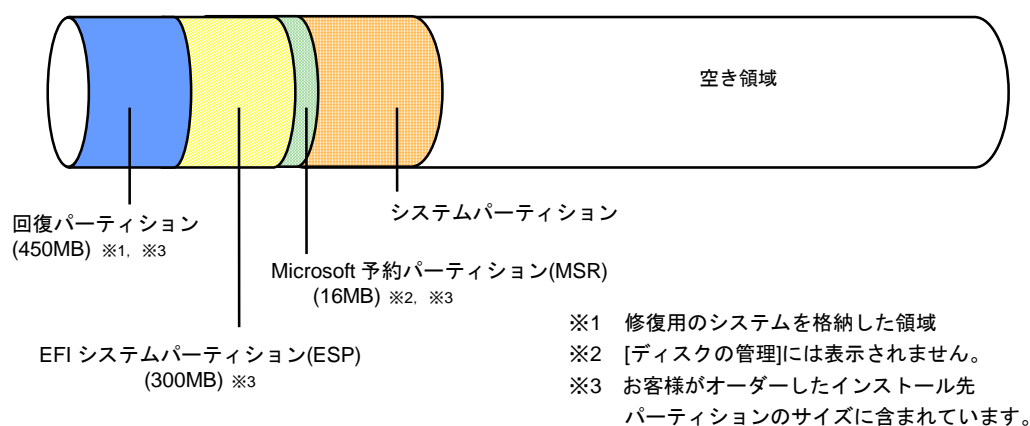 空き領域
システムパーティション
回復パーティション
(450MB) ※1, ※3
Microsoft 予約パーティション(MSR)
(16MB) ※2, ※3
EFI システムパーティション(ESP)
(300MB) ※3
※1 修復用のシステムを格納した領域
※2 [ディスクの管理]には表示されません。
※3 お客様がオーダーしたインストール先
パーティションのサイズに含まれています。